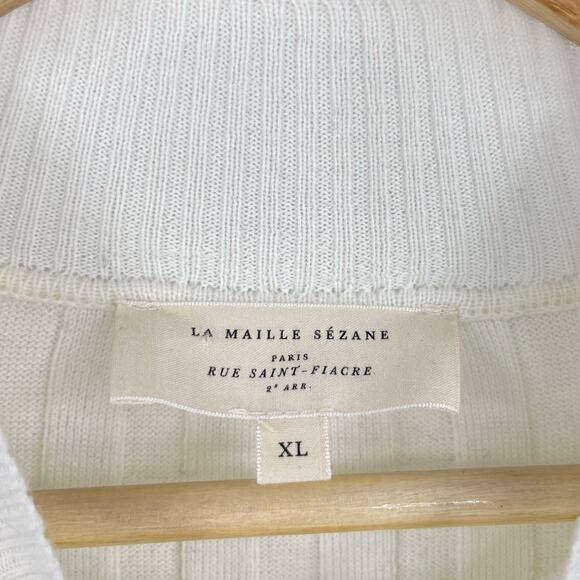 LA MAILLE SÉZANE
PARIS
RUE SAINT-FIACRE
2ᵉ ARR.
XL